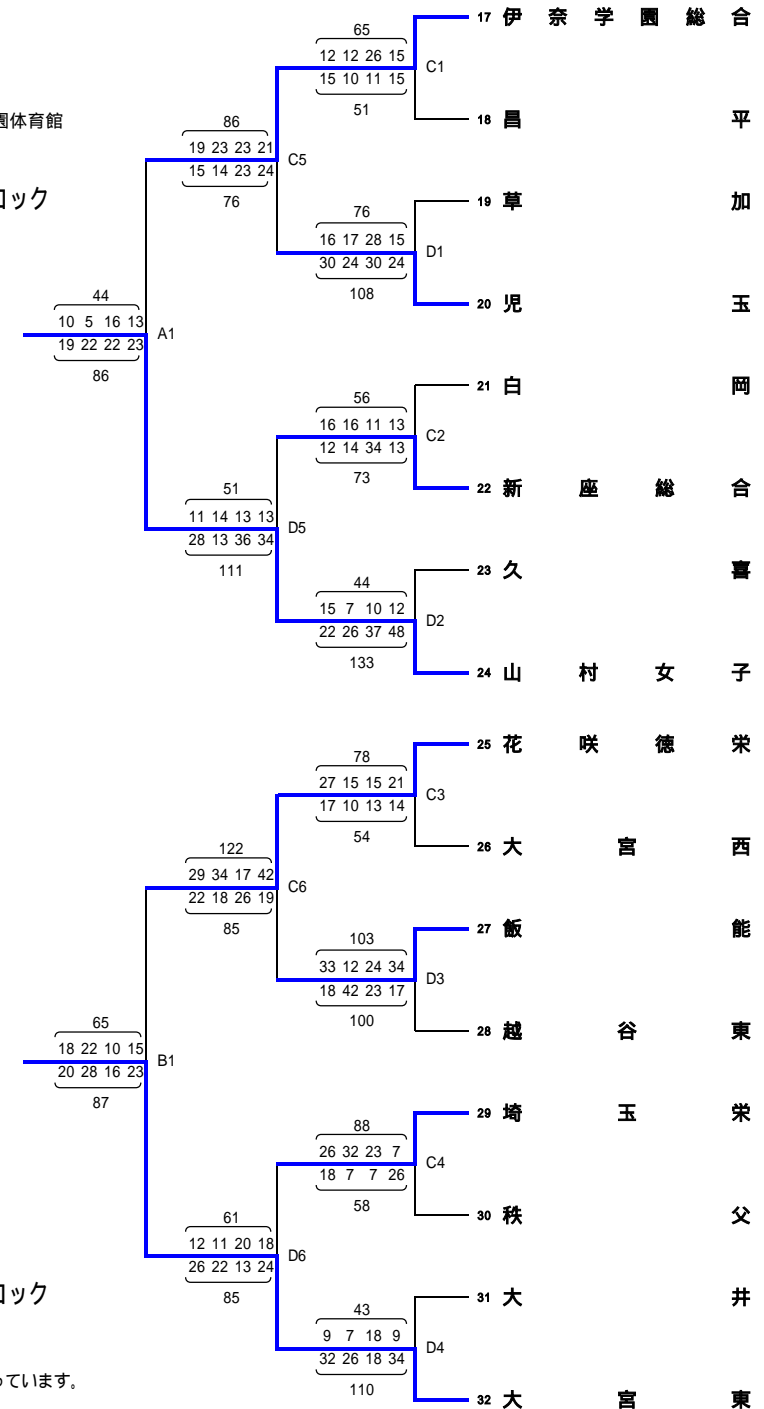 65
17 伊奈学園総合
12 12 26 15
C1
15 10 11 15
51
園体育館
86
18 昌平
19 23 23 21
C5
15 14 23 24
76
ロック
76
19 草加
16 17 28 15
D1
30 24 30 24
108
20 児玉
44
10 5 16 13
A1
19 22 22 23
86
56
21 白岡
16 16 11 13
C2
12 14 34 13
73
22 新座総合
51
11 14 13 13
D5
28 13 36 34
111
44
23 久喜
15 7 10 12
D2
22 26 37 48
133
24 山村女子
78
25 花咲徳栄
27 15 15 21
C3
17 10 13 14
54
26 大宮西
122
29 34 17 42
C6
22 18 26 19
85
103
27 飯能
33 12 24 34
D3
18 42 23 17
100
28 越谷東
65
18 22 10 15
B1
20 28 16 23
87
88
29 埼玉栄
26 32 23 7
C4
18 7 7 26
58
30 秩父
61
12 11 20 18
D6
26 22 13 24
85
ロック
43
31 大井
9 7 18 9
D4
32 26 18 34
110
っています。
32 大宮東